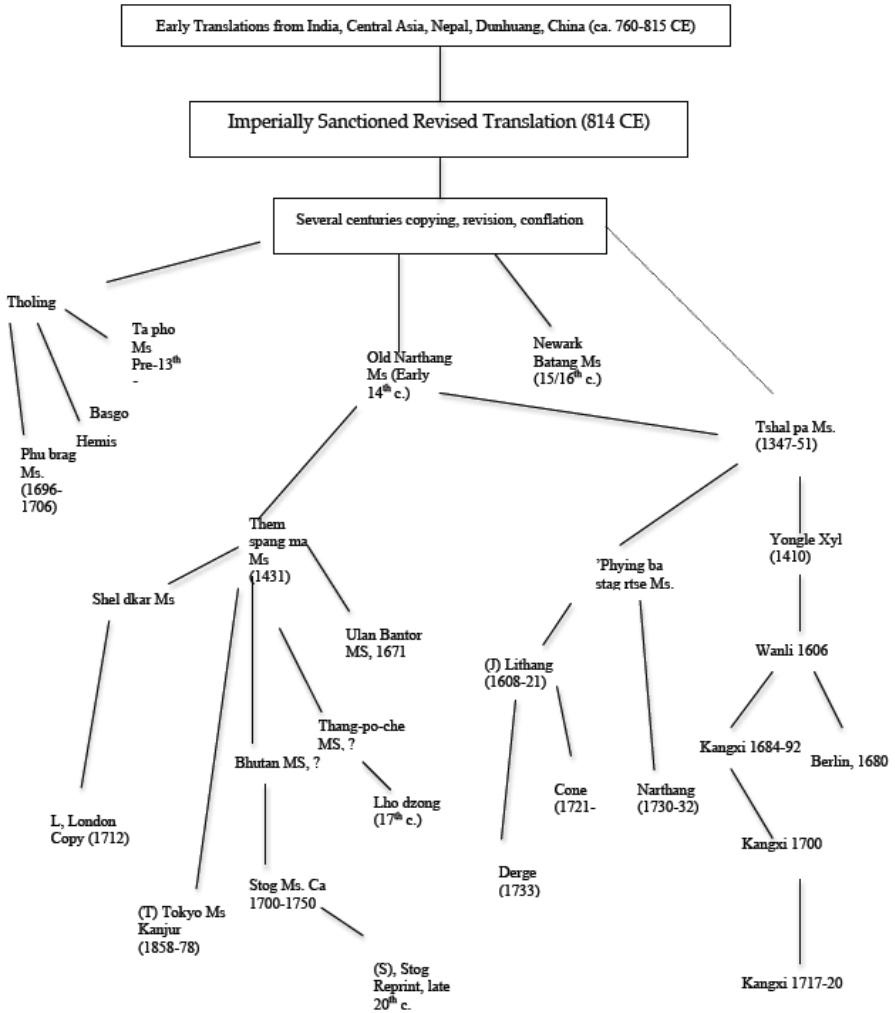 Early Translations from India, Central Asia, Nepal, Dunhuang, China (ca. 760-815 CE)
Imperially Sanctioned Revised Translation (814 CE)
Several centuries copying, revision, conflation
Tholing
Ta pho
Ms
Pre-13th
-
Basgo
Hemis
Phu brag
Ms.
(1696-
1706)
Old Narthang
Ms (Early
14th c.)
Newark
Batang Ms
(15/16th c.)
Tshal pa Ms.
(1347-51)
Them
spang ma
Ms
(1431)
Shel dkar Ms
Ulan Bantor
MS, 1671
Thang-po-che
MS, ?
Bhutan MS, ?
Lho dzong
(17th c.)
L, London
Copy (1712)
(T) Tokyo Ms
Kanjur
(1858-78)
Stog Ms. Ca
1700-1750
(S), Stog
Reprint, late
20th c.
'Phying ba
stag rtse Ms.
(J) Lithang
(1608-21)
Cone
(1721-
Narthang
(1730-32)
Derge
(1733)
Yongle Xyl
(1410)
Wanli 1606
Kangxi 1684-92
Berlin, 1680
Kangxi 1700
Kangxi 1717-20